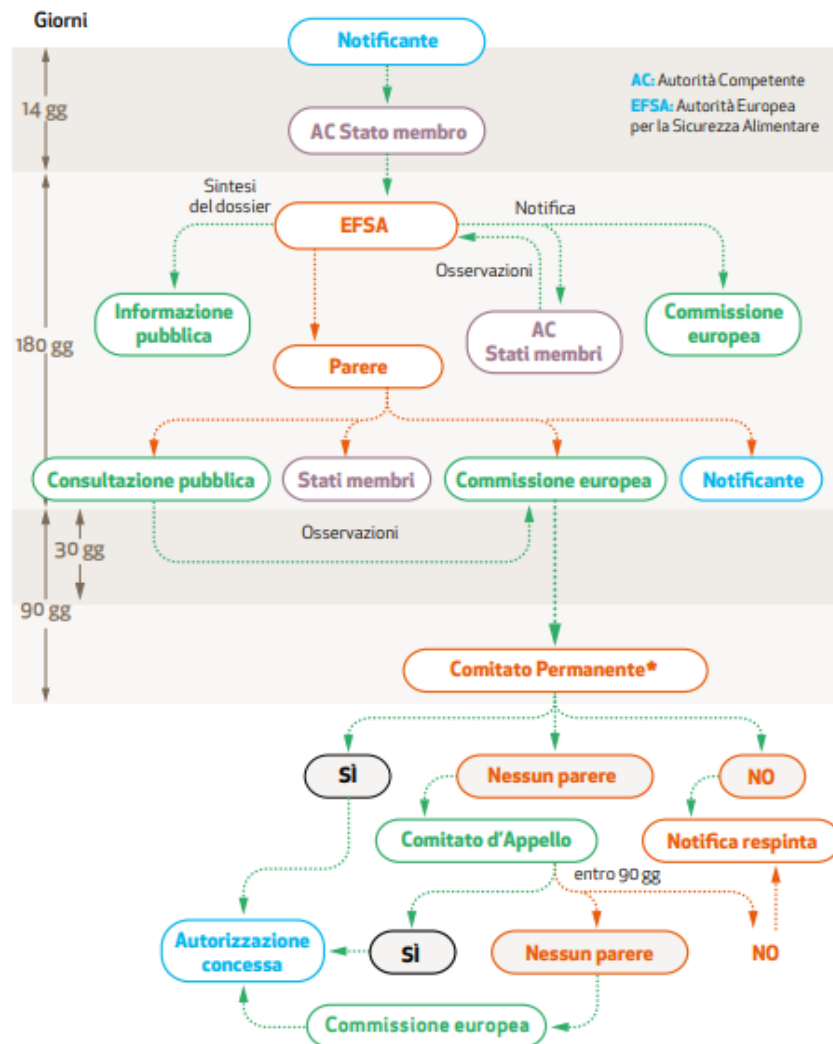 Giorni
Notificante
AC: Autorità Competente
EFSA: Autorità Europea
per la Sicurezza Alimentare
14 gg
AC Stato membro
Sintesi
del dossier
Notifica
EFSA
Osservazioni
Informazione
pubblica
AC
Stati membri
Commissione
europea
180 gg
Parere
Consultazione pubblica
Stati membri
Commissione europea
Notificante
Osservazioni
30 gg
90 gg
Comitato Permanente*
SÌ
Nessun parere
NO
Comitato d'Appello
Notifica respinta
entro 90 gg
Autorizzazione
concessa
SÌ
Nessun parere
NO
Commissione europea